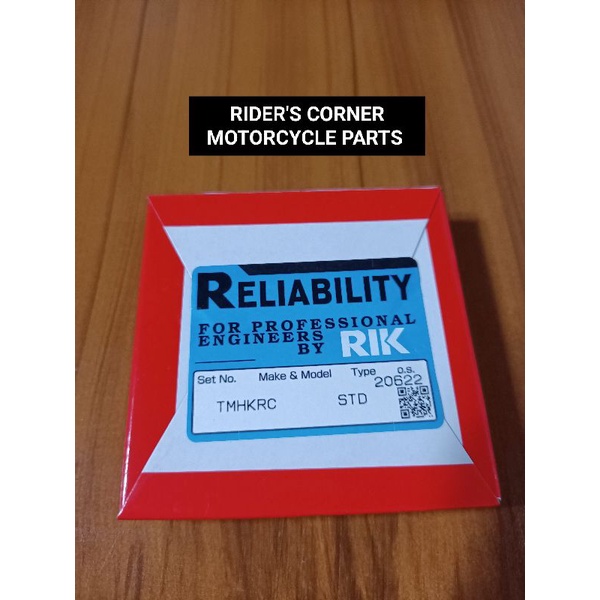 RIDER'S CORNER
MOTORCYCLE PARTS
RELIABILITY
FOR PROFESSIONAL
ENGINEERS
BY RIK
Set No. Make & Model Type O.S.
20622
TMHKRC STD